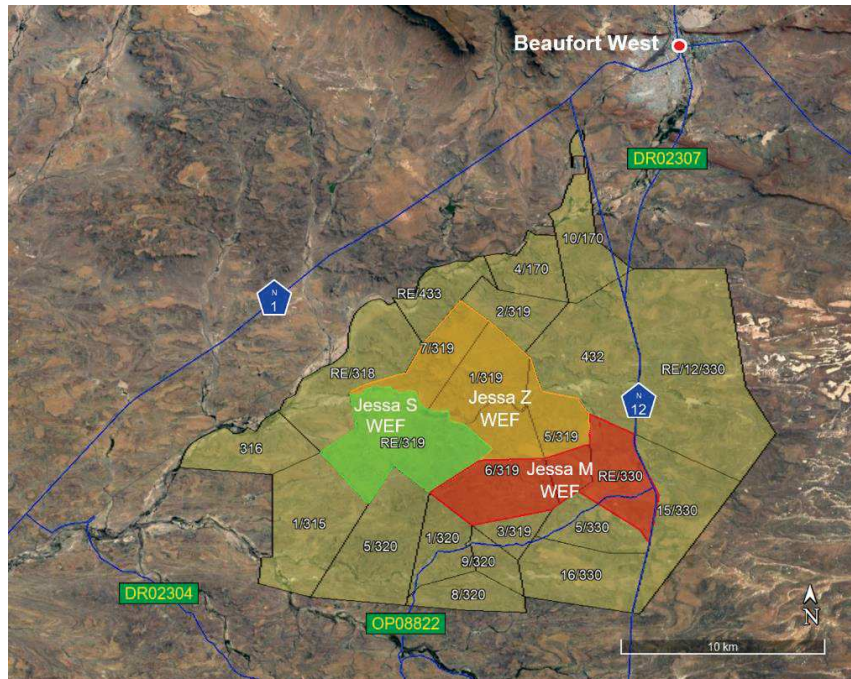 Beaufort West
DR02307
10/170
4/170
RE/433
N
1
2/319
7/319
432
RE/318
1/319
RE/12/330
Jessa S
WEF
Jessa Z
WEF
N
12
RE/319
5/319
316
6/319
Jessa M
WEF
RE/330
15/330
1/315
5/320
1/320
3/319
5/330
9/320
16/330
8/320
DR02304
OP08822
N
10 km